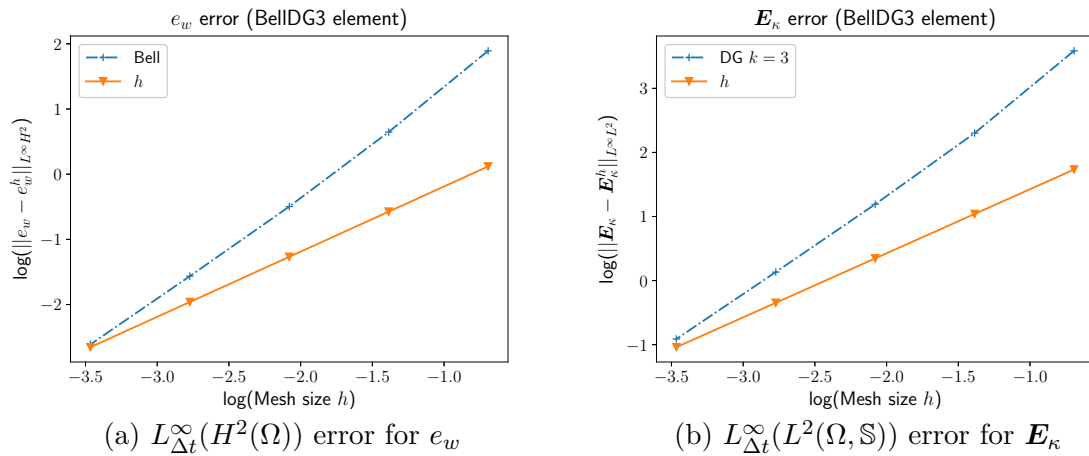 e_w error (BellDG3 element)
Bell
h
log(||e_w − e_w^h||_{L^∞H^2})
2
1
0
−1
−2
−3.5 −3.0 −2.5 −2.0 −1.5 −1.0
log(Mesh size h)
(a) L^∞_{Δt}(H^2(Ω)) error for e_w
E_κ error (BellDG3 element)
DG k = 3
h
log(||E_κ − E_κ^h||_{L^∞L^2})
3
2
1
0
−1
−3.5 −3.0 −2.5 −2.0 −1.5 −1.0
log(Mesh size h)
(b) L^∞_{Δt}(L^2(Ω, 𝕊)) error for E_κ